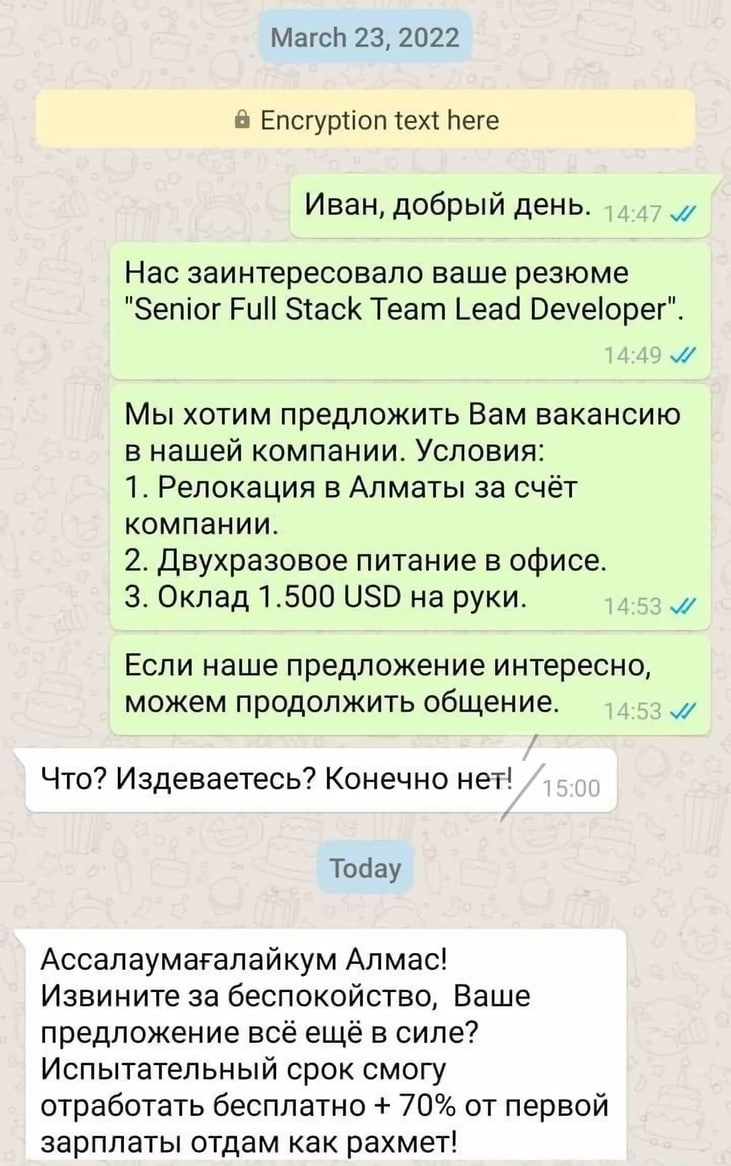 March 23, 2022
Encryption text here
Иван, добрый день. 14:47
Нас заинтересовало ваше резюме
"Senior Full Stack Team Lead Developer".
14:49
Мы хотим предложить Вам вакансию
в нашей компании. Условия:
1. Релокация в Алматы за счёт
компании.
2. Двухразовое питание в офисе.
3. Оклад 1.500 USD на руки. 14:53
Если наше предложение интересно,
можем продолжить общение. 14:53
Что? Издеваетесь? Конечно нет! 15:00
Today
Ассалаумағалайкум Алмас!
Извините за беспокойство, Ваше
предложение всё ещё в силе?
Испытательный срок смогу
отработать бесплатно + 70% от первой
зарплаты отдам как рахмет!